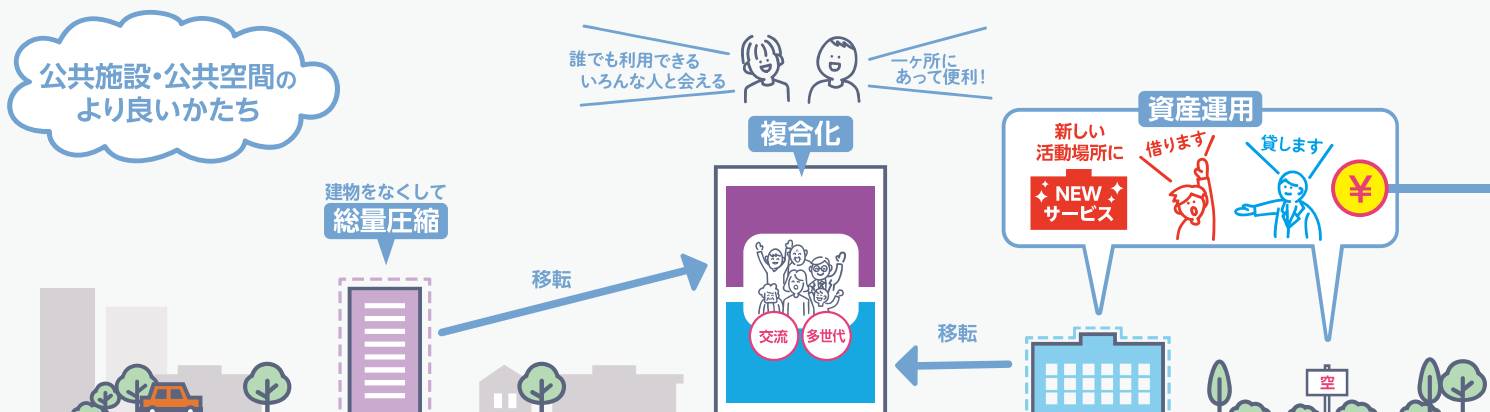 公共施設・公共空間の
より良いかたち
誰でも利用できる
いろんな人と会える
一ヶ所に
あって便利!
複合化
建物をなくして
総量圧縮
移転
交流
多世代
移転
資産運用
新しい
活動場所に
NEW
サービス
借ります
貸します
¥
空